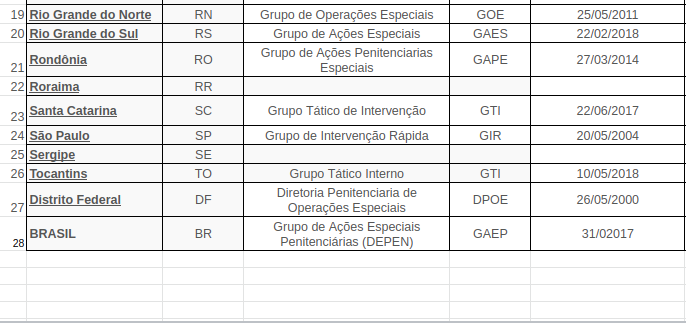 19 Rio Grande do Norte RN Grupo de Operações Especiais GOE 25/05/2011
20 Rio Grande do Sul RS Grupo de Ações Especiais GAES 22/02/2018
21 Rondônia RO Grupo de Ações Penitenciarias Especiais GAPE 27/03/2014
22 Roraima RR
23 Santa Catarina SC Grupo Tático de Intervenção GTI 22/06/2017
24 São Paulo SP Grupo de Intervenção Rápida GIR 20/05/2004
25 Sergipe SE
26 Tocantins TO Grupo Tático Interno GTI 10/05/2018
27 Distrito Federal DF Diretoria Penitenciaria de Operações Especiais DPOE 26/05/2000
28 BRASIL BR Grupo de Ações Especiais Penitenciárias (DEPEN) GAEP 31/02017